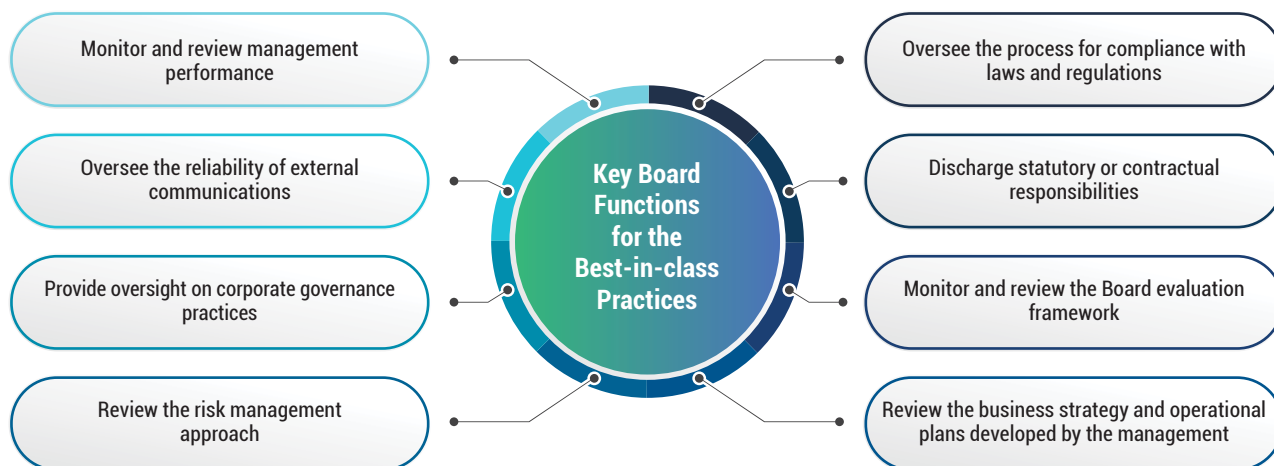 Monitor and review management
performance
Oversee the reliability of external
communications
Provide oversight on corporate governance
practices
Review the risk management
approach
Key Board
Functions
for the
Best-in-class
Practices
Oversee the process for compliance with
laws and regulations
Discharge statutory or contractual
responsibilities
Monitor and review the Board evaluation
framework
Review the business strategy and operational
plans developed by the management